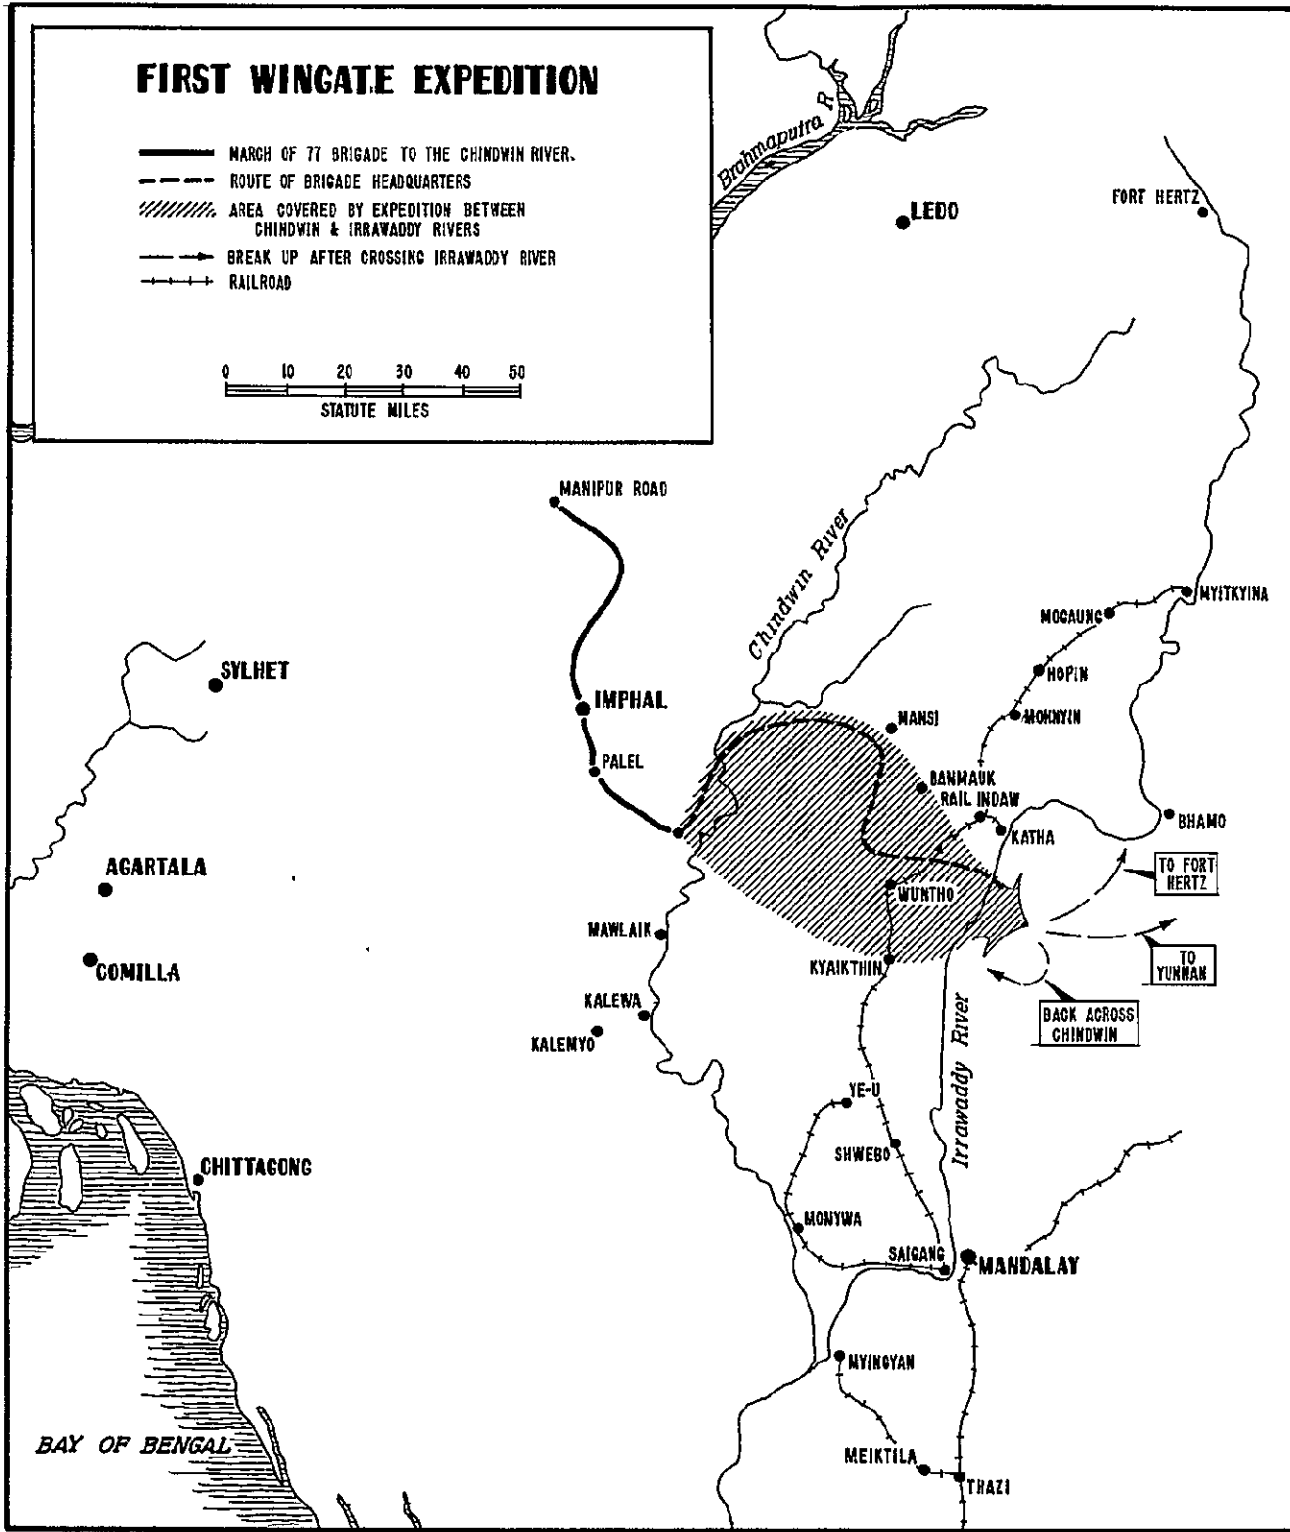 FIRST WINGATE EXPEDITION
MARCH OF 77 BRIGADE TO THE CHINDWIN RIVER.
ROUTE OF BRIGADE HEADQUARTERS
AREA COVERED BY EXPEDITION BETWEEN
CHINDWIN & IRRAWADDY RIVERS
BREAK UP AFTER CROSSING IRRAWADDY RIVER
RAILROAD
0 10 20 30 40 50
STATUTE MILES
Brahmaputra R
LEDO
FORT HERTZ
MANIPUR ROAD
Chindwin River
MYITKYINA
MOGAUNG
HOPIN
SYLHET
IMPHAL
MANSI
MOHNYIN
PALEL
BANMAUK
RAIL INDAW
BHAMO
KATHA
AGARTALA
TO FORT
HERTZ
WUNTHO
MAWLAIK
COMILLA
KYAIKTHIN
TO
YUNNAN
KALEWA
BACK ACROSS
CHINDWIN
KALEMYO
Irrawaddy River
YE-U
SHWEBO
CHITTAGONG
MONYWA
SAIGANG
MANDALAY
MYINGYAN
BAY OF BENGAL
MEIKTILA
THAZI